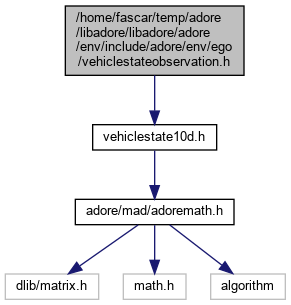 /home/fascar/temp/adore
/libadore/libadore/adore
/env/include/adore/env/ego
/vehiclestateobservation.h
vehiclestate10d.h
adore/mad/adoremath.h
dlib/matrix.h
math.h
algorithm